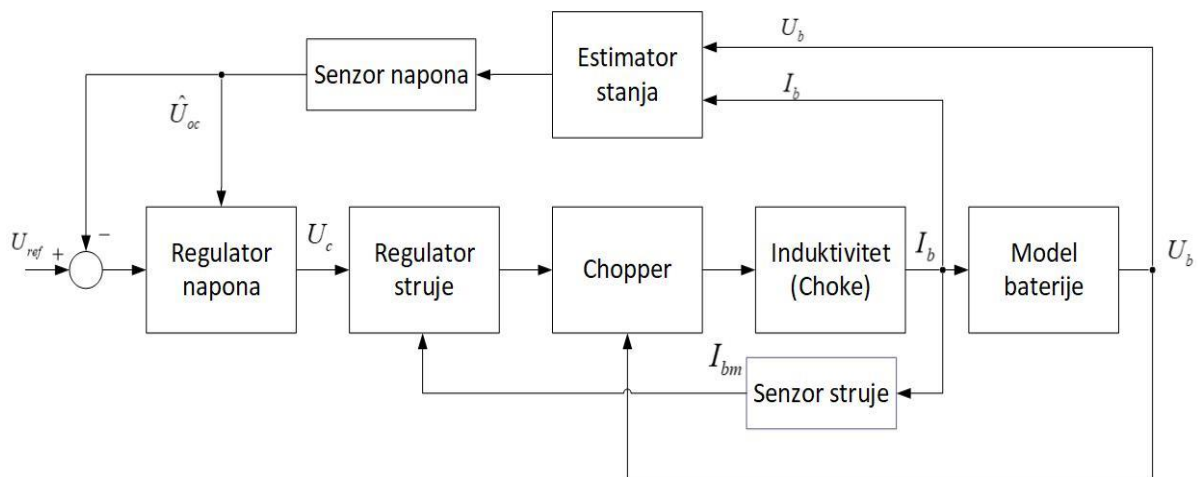 U_b
Estimator
stanja
Senzor napona
I_b
Û_oc
U_ref
+
−
Regulator
napona
U_c
Regulator
struje
Chopper
Induktivitet
(Choke)
I_b
Model
baterije
U_b
I_bm
Senzor struje